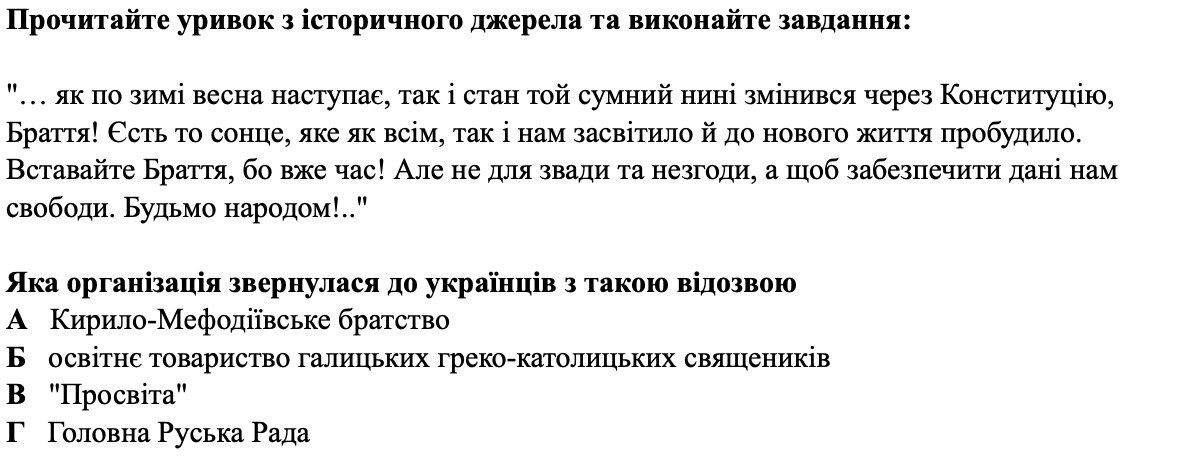 Прочитайте уривок з історичного джерела та виконайте завдання:
"… як по зимі весна наступає, так і стан той сумний нині змінився через Конституцію,
Браття! Єсть то сонце, яке як всім, так і нам засвітило й до нового життя пробудило.
Вставайте Браття, бо вже час! Але не для звади та незгоди, а щоб забезпечити дані нам
свободи. Будьмо народом!.."
Яка організація звернулася до українців з такою відозвою
А Кирило-Мефодіївське братство
Б освітнє товариство галицьких греко-католицьких священиків
В "Просвіта"
Г Головна Руська Рада